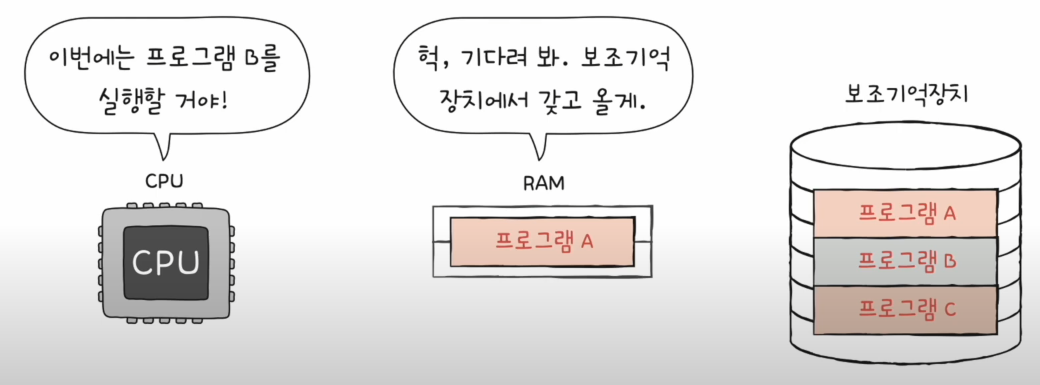 이번에는 프로그램 B를
실행할 거야!
CPU
CPU
헉, 기다려 봐. 보조기억
장치에서 갖고 올게.
RAM
프로그램 A
보조기억장치
프로그램 A
프로그램 B
프로그램 C